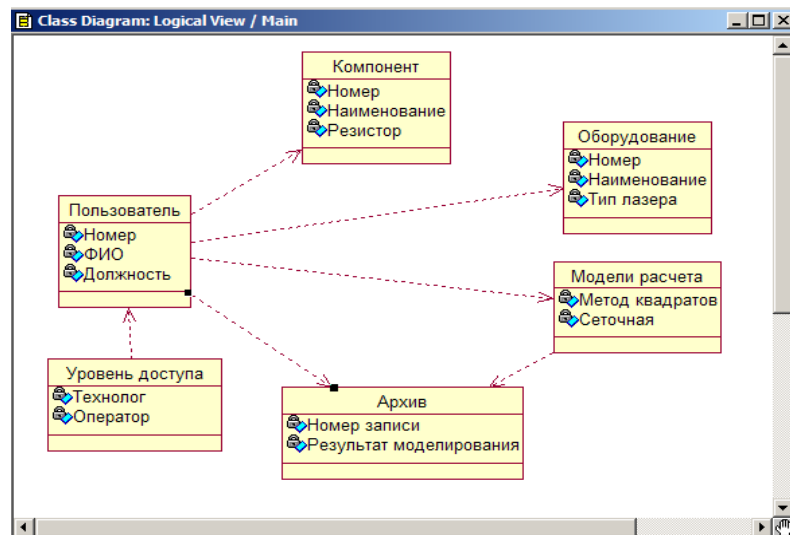 Class Diagram: Logical View / Main
Компонент
Номер
Наименование
Резистор
Оборудование
Номер
Наименование
Тип лазера
Пользователь
Номер
ФИО
Должность
Модели расчета
Метод квадратов
Сеточная
Уровень доступа
Технолог
Оператор
Архив
Номер записи
Результат моделирования